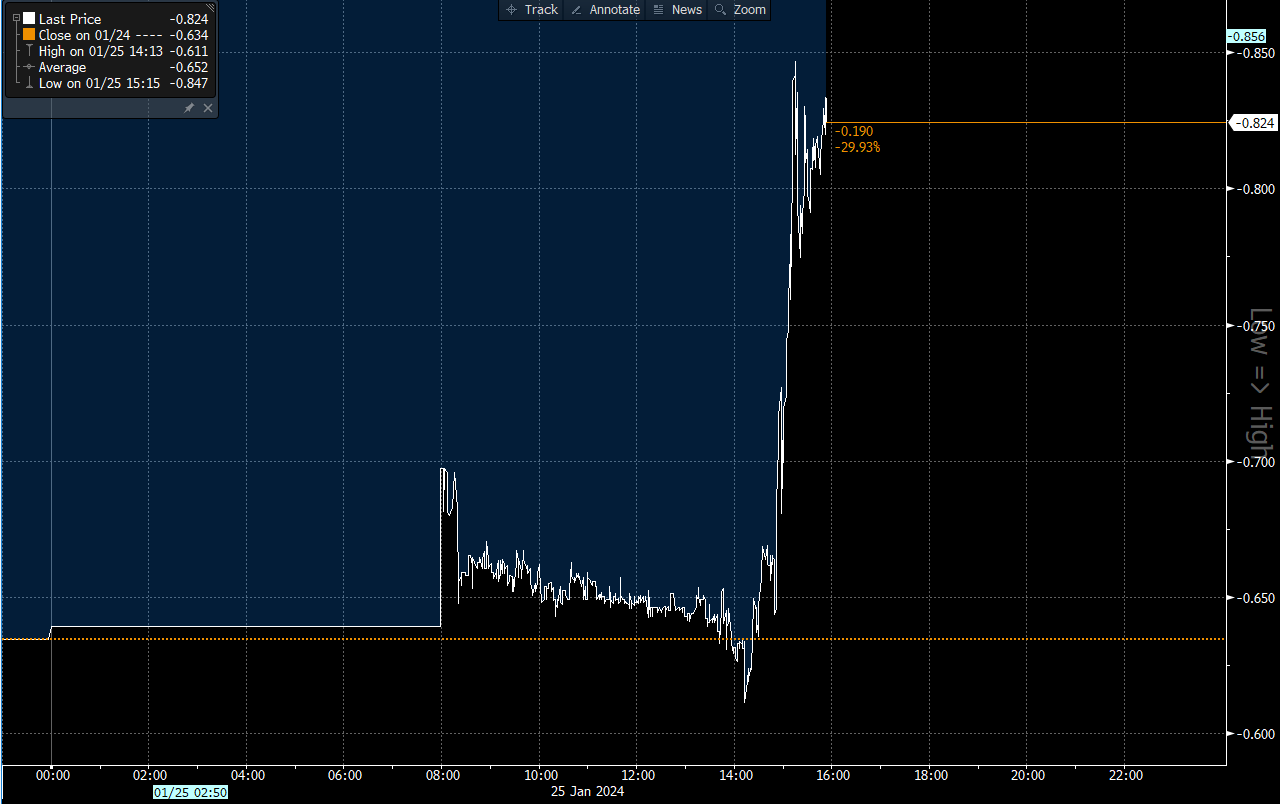 Track Annotate News Zoom
Last Price -0.824
Close on 01/24 ---- -0.634
High on 01/25 14:13 -0.611
Average -0.652
Low on 01/25 15:15 -0.847
-0.856
-0.850
-0.824
-0.190
-29.93%
-0.800
-0.750
Low => High
-0.700
-0.650
-0.600
00:00 02:00 04:00 06:00 08:00 10:00 12:00 14:00 16:00 18:00 20:00 22:00
01/25 02:50 25 Jan 2024